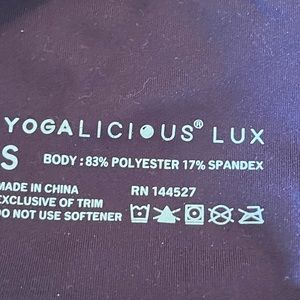 YOGALICIOUS® LUX
S BODY : 83% POLYESTER 17% SPANDEX
MADE IN CHINA RN 144527
EXCLUSIVE OF TRIM
DO NOT USE SOFTENER